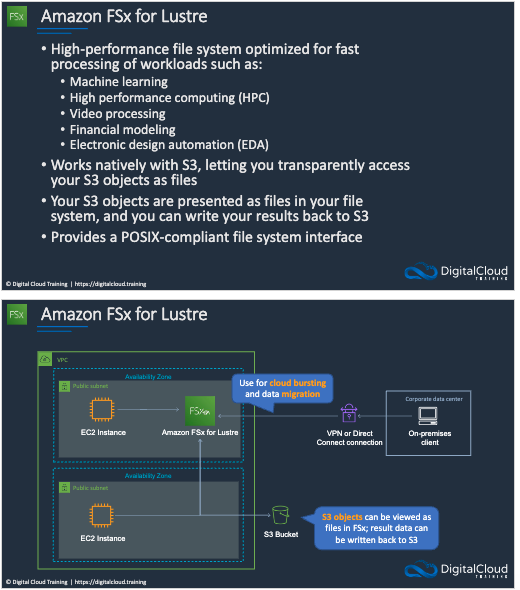 FSx
Amazon FSx for Lustre
• High-performance file system optimized for fast
processing of workloads such as:
• Machine learning
• High performance computing (HPC)
• Video processing
• Financial modeling
• Electronic design automation (EDA)
• Works natively with S3, letting you transparently access
your S3 objects as files
• Your S3 objects are presented as files in your file
system, and you can write your results back to S3
• Provides a POSIX-compliant file system interface
© Digital Cloud Training | https://digitalcloud.training
DigitalCloud
TRAINING
FSx
Amazon FSx for Lustre
VPC
Availability Zone
Public subnet
EC2 Instance
FSx
Amazon FSx for Lustre
Use for cloud bursting
and data migration
VPN or Direct
Connect connection
Corporate data center
On-premises
client
Availability Zone
Public subnet
EC2 Instance
S3 Bucket
S3 objects can be viewed as
files in FSx; result data can
be written back to S3
© Digital Cloud Training | https://digitalcloud.training
DigitalCloud
TRAINING